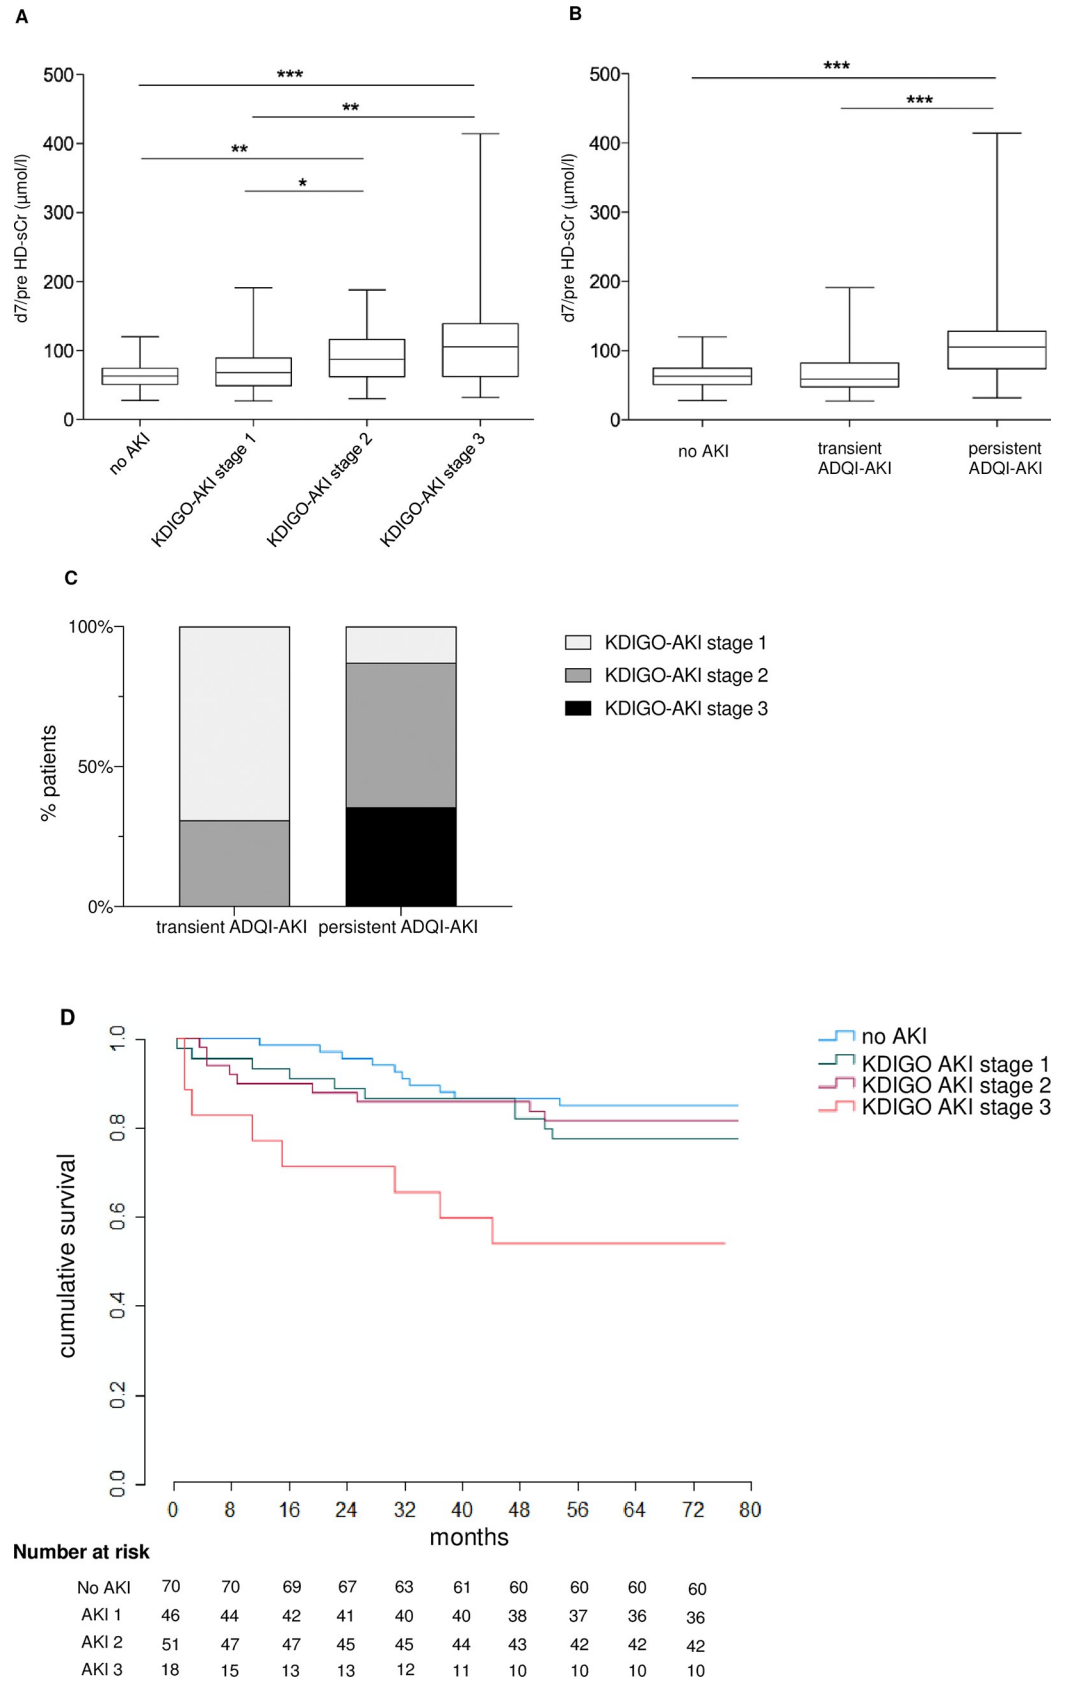 A
B
500
400
300
200
100
0
d7/pre HD-sCr (µmol/l)
***
**
**
*
no AKI
KDIGO-AKI stage 1
KDIGO-AKI stage 2
KDIGO-AKI stage 3
500
400
300
200
100
0
d7/pre HD-sCr (µmol/l)
***
***
no AKI
transient
ADQI-AKI
persistent
ADQI-AKI
C
100%
50%
0%
% patients
transient ADQI-AKI
persistent ADQI-AKI
KDIGO-AKI stage 1
KDIGO-AKI stage 2
KDIGO-AKI stage 3
D
1.0
0.8
0.6
0.4
0.2
0.0
cumulative survival
no AKI
KDIGO AKI stage 1
KDIGO AKI stage 2
KDIGO AKI stage 3
0 8 16 24 32 40 48 56 64 72 80
months
Number at risk
No AKI 70 70 69 67 63 61 60 60 60 60
AKI 1 46 44 42 41 40 40 38 37 36 36
AKI 2 51 47 47 45 45 44 43 42 42 42
AKI 3 18 15 13 13 12 11 10 10 10 10